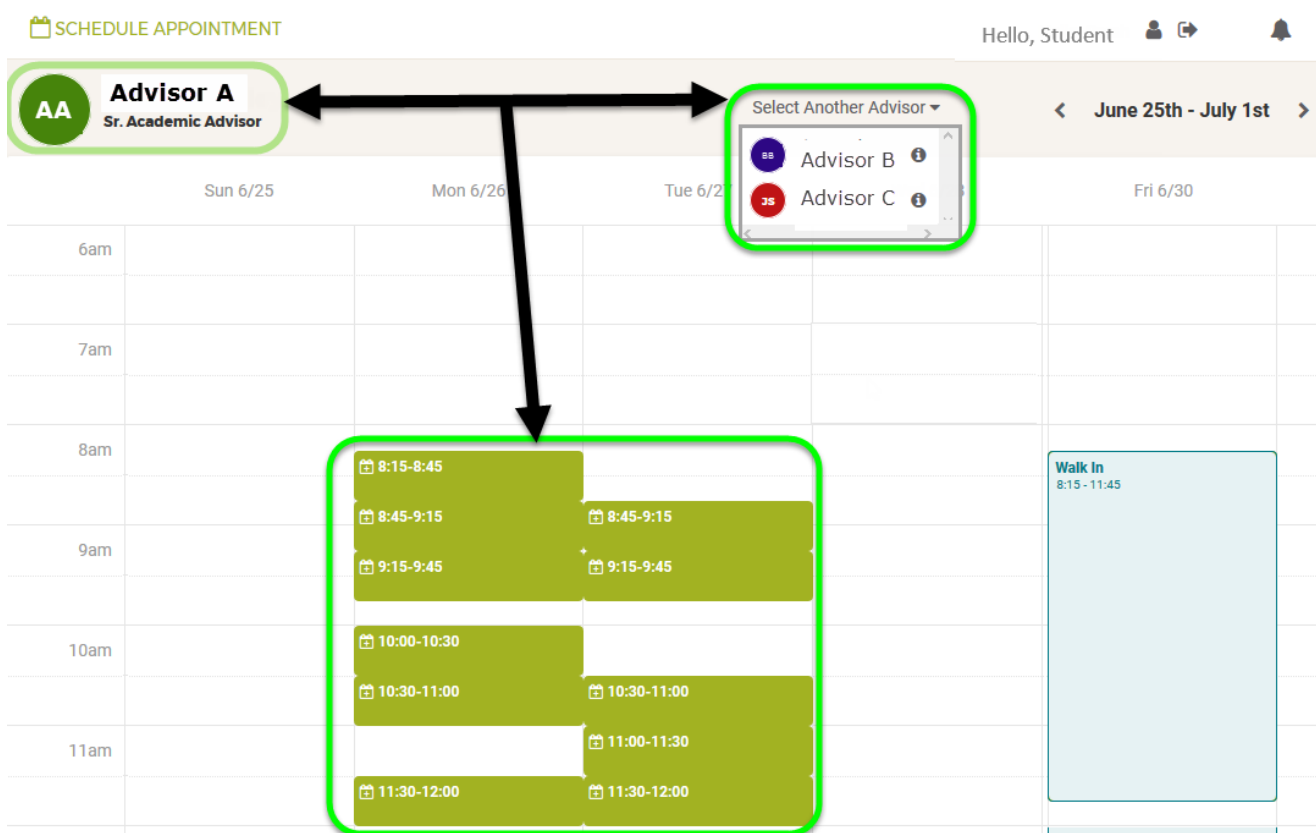 SCHEDULE APPOINTMENT
Hello, Student
AA
Advisor A
Sr. Academic Advisor
Select Another Advisor
June 25th - July 1st
BB
Advisor B
JS
Advisor C
Sun 6/25
Mon 6/26
Tue 6/27
Fri 6/30
6am
7am
8am
8:15-8:45
Walk In
8:15 - 11:45
8:45-9:15
8:45-9:15
9am
9:15-9:45
9:15-9:45
10am
10:00-10:30
10:30-11:00
10:30-11:00
11am
11:00-11:30
11:30-12:00
11:30-12:00